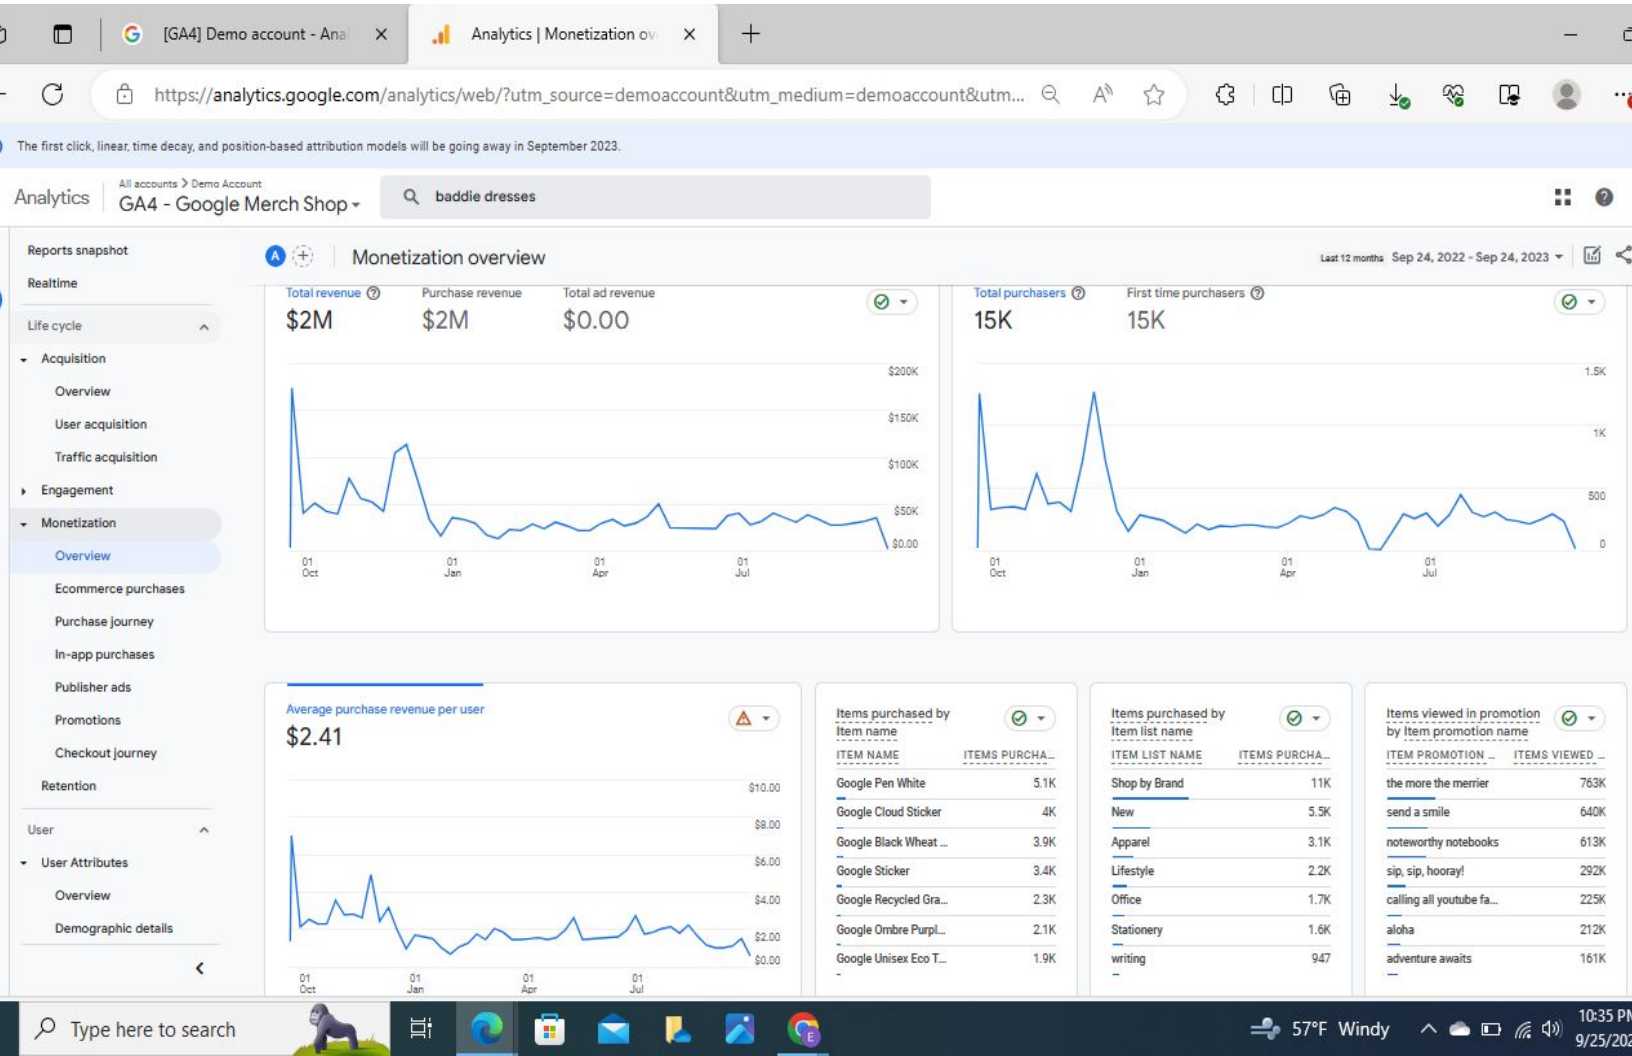 [GA4] Demo account - Ana
Analytics | Monetization ov
https://analytics.google.com/analytics/web/?utm_source=demoaccount&utm_medium=demoaccount&utm...
The first click, linear, time decay, and position-based attribution models will be going away in September 2023.
Analytics
All accounts > Demo Account
GA4 - Google Merch Shop
baddie dresses
Reports snapshot
Realtime
Life cycle
Acquisition
Overview
User acquisition
Traffic acquisition
Engagement
Monetization
Overview
Ecommerce purchases
Purchase journey
In-app purchases
Publisher ads
Promotions
Checkout journey
Retention
User
User Attributes
Overview
Demographic details
A
Monetization overview
Last 12 months Sep 24, 2022 - Sep 24, 2023
Total revenue Purchase revenue Total ad revenue
$2M $2M $0.00
$200K
$150K
$100K
$50K
$0.00
01 Oct
01 Jan
01 Apr
01 Jul
Total purchasers First time purchasers
15K 15K
1.5K
1K
500
0
01 Oct
01 Jan
01 Apr
01 Jul
Average purchase revenue per user
$2.41
$10.00
$8.00
$6.00
$4.00
$2.00
$0.00
01 Oct
01 Jan
01 Apr
01 Jul
Items purchased by
Item name
ITEM NAME ITEMS PURCHA...
Google Pen White 5.1K
Google Cloud Sticker 4K
Google Black Wheat ... 3.9K
Google Sticker 3.4K
Google Recycled Gra... 2.3K
Google Ombre Purpl... 2.1K
Google Unisex Eco T... 1.9K
Items purchased by
Item list name
ITEM LIST NAME ITEMS PURCHA...
Shop by Brand 11K
New 5.5K
Apparel 3.1K
Lifestyle 2.2K
Office 1.7K
Stationery 1.6K
writing 947
Items viewed in promotion
by Item promotion name
ITEM PROMOTION ... ITEMS VIEWED ...
the more the merrier 763K
send a smile 640K
noteworthy notebooks 613K
sip, sip, hooray! 292K
calling all youtube fa... 225K
aloha 212K
adventure awaits 161K
Type here to search
E
57°F Windy
10:35 PM
9/25/202